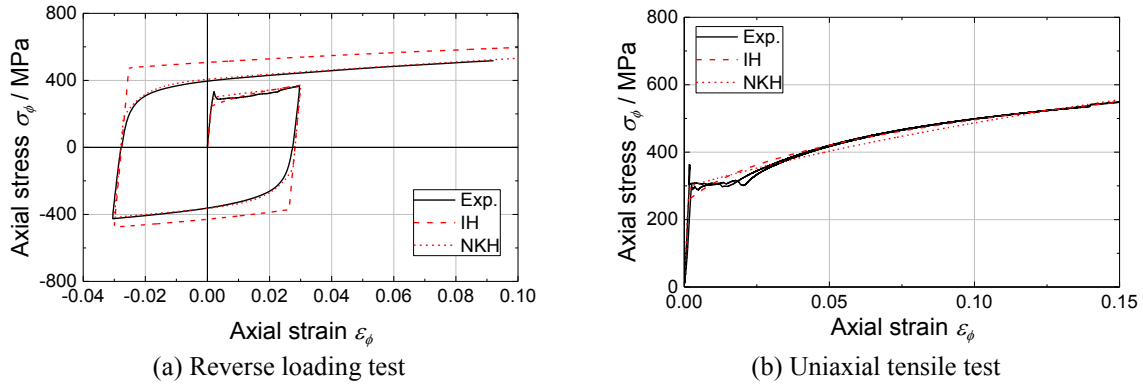 800
400
0
-400
-800
-0.04
-0.02
0.00
0.02
0.04
0.06
0.08
0.10
Axial stress σϕ / MPa
Axial strain εϕ
Exp.
IH
NKH
(a) Reverse loading test
800
600
400
200
0
0.00
0.05
0.10
0.15
Axial stress σϕ / MPa
Axial strain εϕ
Exp.
IH
NKH
(b) Uniaxial tensile test